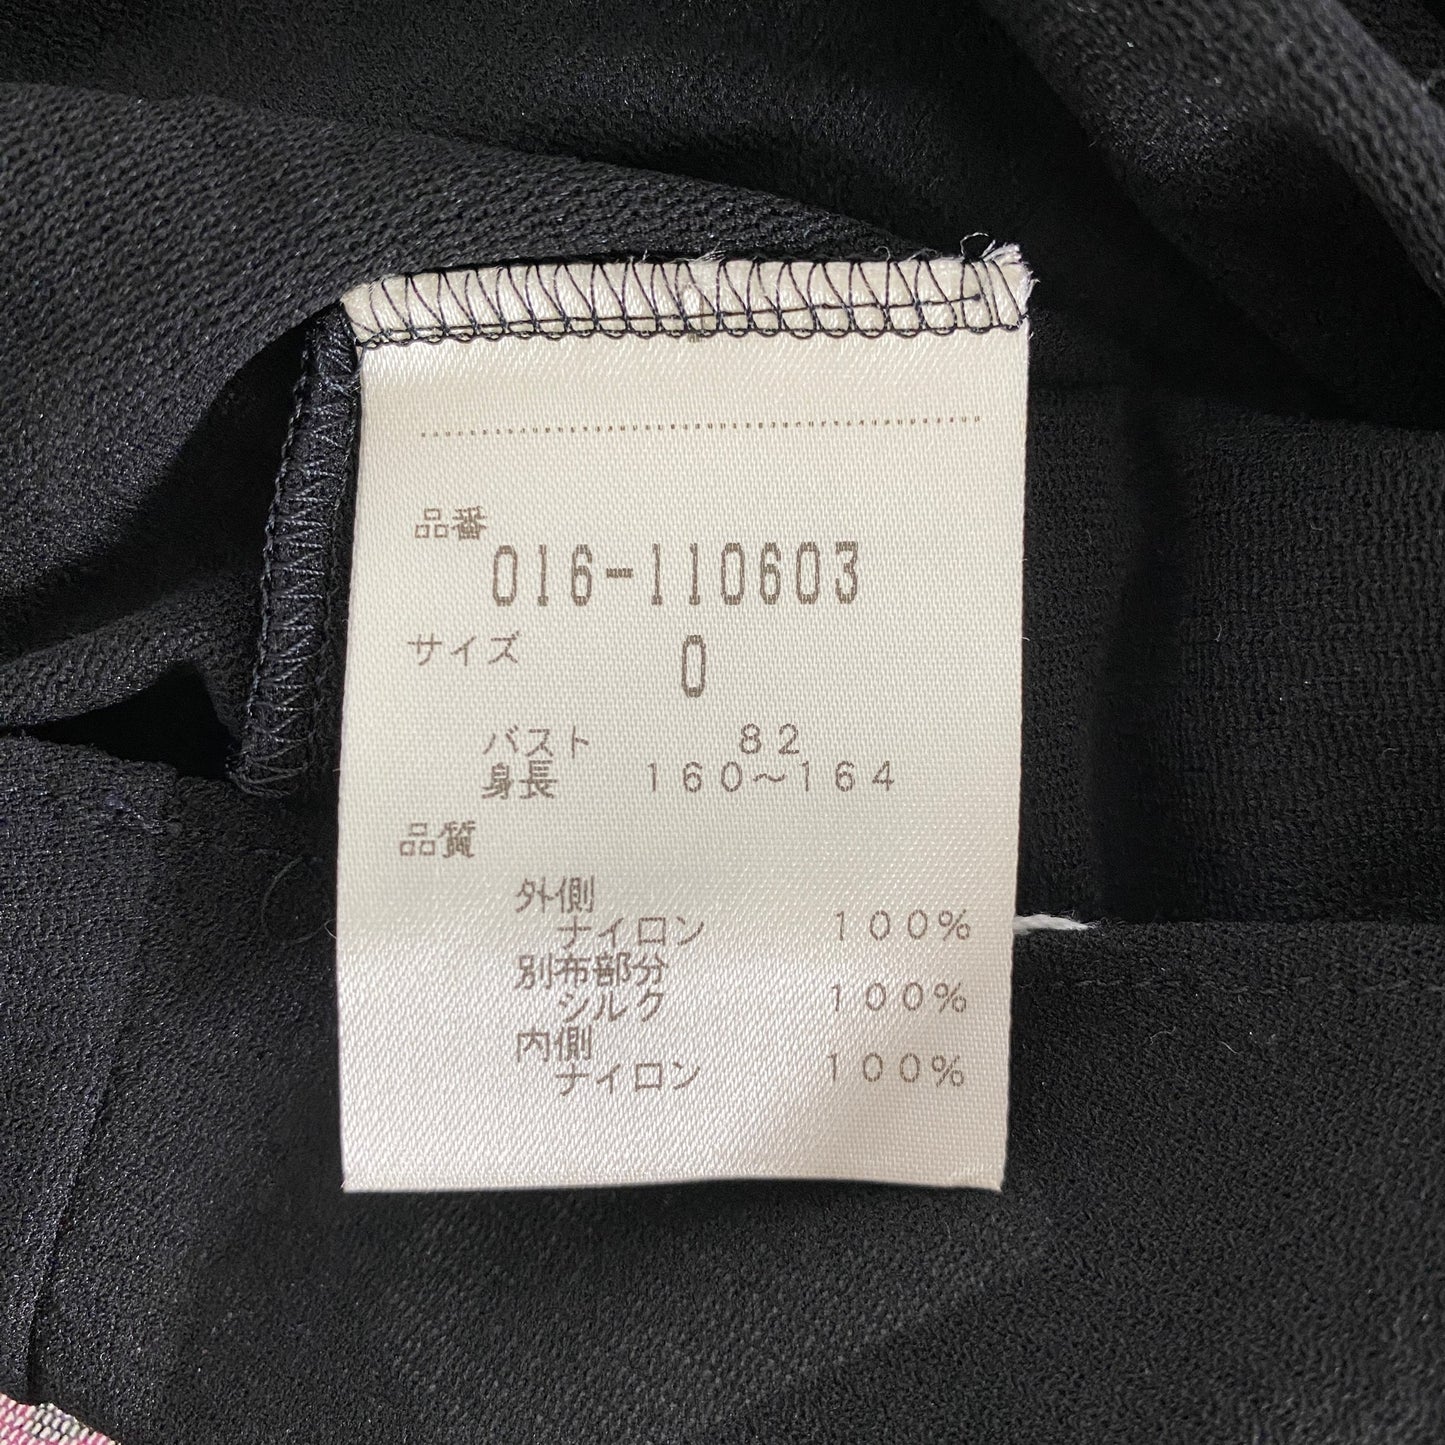 品番
016-110603
サイズ 0
バスト 82
身長 160～164
品質
外側
ナイロン 100%
別布部分
シルク 100%
内側
ナイロン 100%